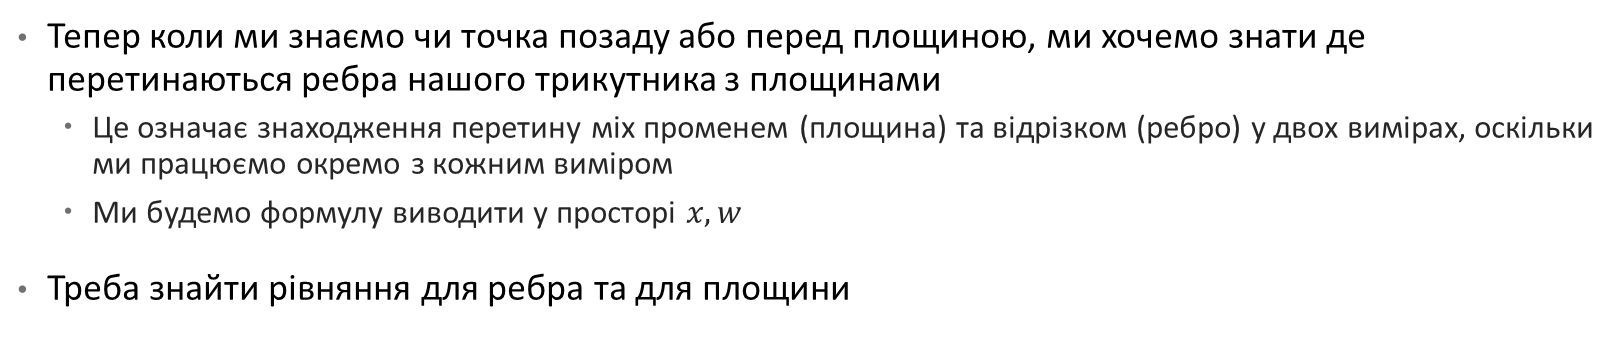 • Тепер коли ми знаємо чи точка позаду або перед площиною, ми хочемо знати де
перетинаються ребра нашого трикутника з площинами
• Це означає знаходження перетину міх променем (площина) та відрізком (ребро) у двох вимірах, оскільки
ми працюємо окремо з кожним виміром
• Ми будемо формулу виводити у просторі x, w
• Треба знайти рівняння для ребра та для площини